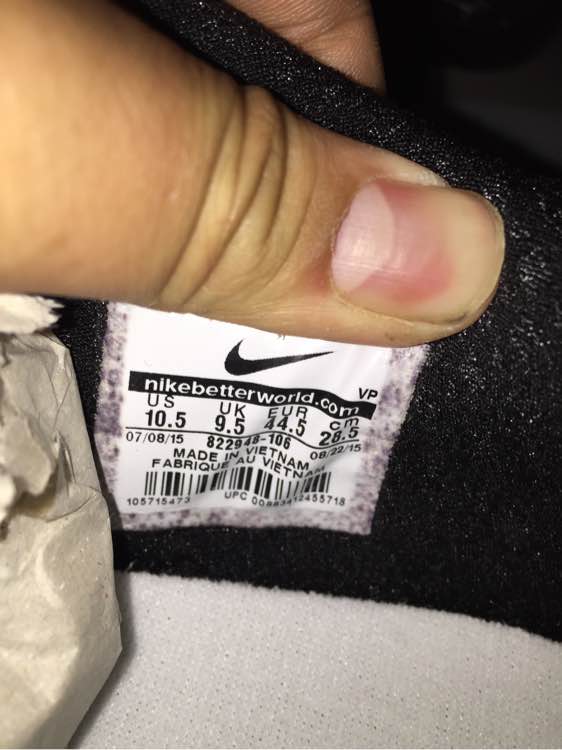 nikebetterworld.com
VP
US UK EUR cm
10.5 9.5 44.5 28.5
07/08/15 822948-106 08/22/15
MADE IN VIETNAM
FABRIQUE AU VIETNAM
105715473 UPC